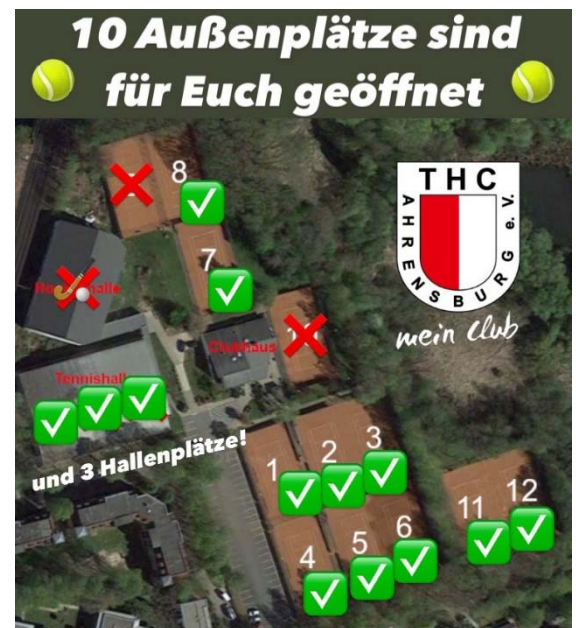 10 Außenplätze sind
für Euch geöffnet
8
7
THC
AHRENSBURG e. V.
mein Club
Clubhaus
und 3 Hallenplätze!
1 2 3
4 5 6
11 12